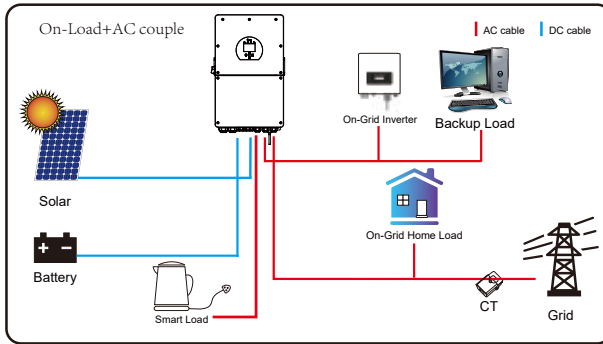 On-Load+AC couple
AC cable
DC cable
On-Grid Inverter
Backup Load
Solar
On-Grid Home Load
Battery
Smart Load
CT
Grid